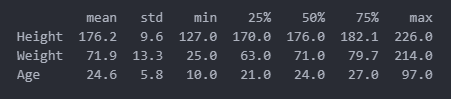 mean std min 25% 50% 75% max
Height 176.2 9.6 127.0 170.0 176.0 182.1 226.0
Weight 71.9 13.3 25.0 63.0 71.0 79.7 214.0
Age 24.6 5.8 10.0 21.0 24.0 27.0 97.0